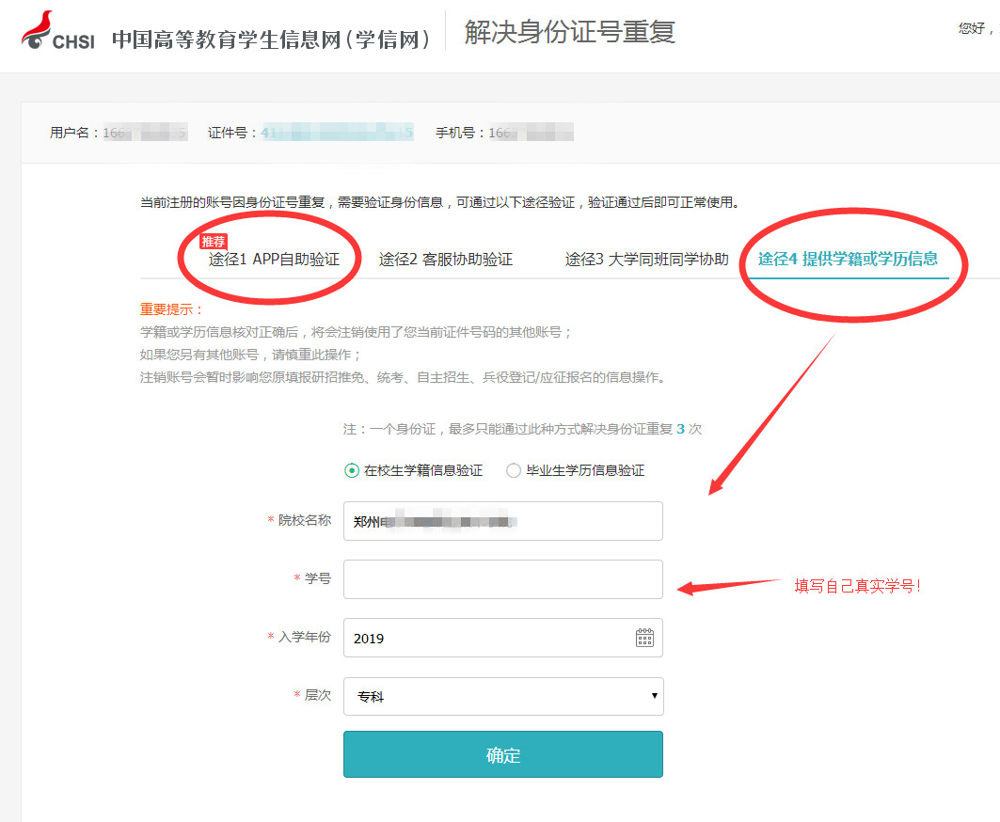 CHSI 中国高等教育学生信息网(学信网) 解决身份证号重复
您好，
用户名：166 证件号：41 5 手机号：166
当前注册的账号因身份证号重复，需要验证身份信息，可通过以下途径验证，验证通过后即可正常使用。
推荐
途径1 APP自助验证 途径2 客服协助验证 途径3 大学同班同学协助 途径4 提供学籍或学历信息
重要提示：
学籍或学历信息核对正确后，将会注销使用了您当前证件号码的其他账号；
如果您另有其他账号，请慎重此操作；
注销账号会暂时影响您原填报研招推免、统考、自主招生、兵役登记/应征报名的信息操作。
注：一个身份证，最多只能通过此种方式解决身份证重复 3 次
在校生学籍信息验证 毕业生学历信息验证
* 院校名称 郑州电
* 学号
填写自己真实学号!
* 入学年份 2019
* 层次 专科
确定